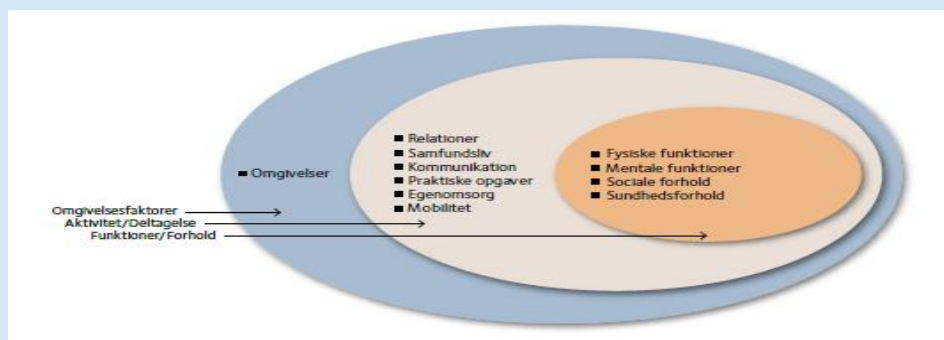 ■ Omgivelser
■ Relationer
■ Samfundsliv
■ Kommunikation
■ Praktiske opgaver
■ Egenomsorg
■ Mobilitet
■ Fysiske funktioner
■ Mentale funktioner
■ Sociale forhold
■ Sundhedsforhold
Omgivelsesfaktorer
Aktivitet/Deltagelse
Funktioner/Forhold